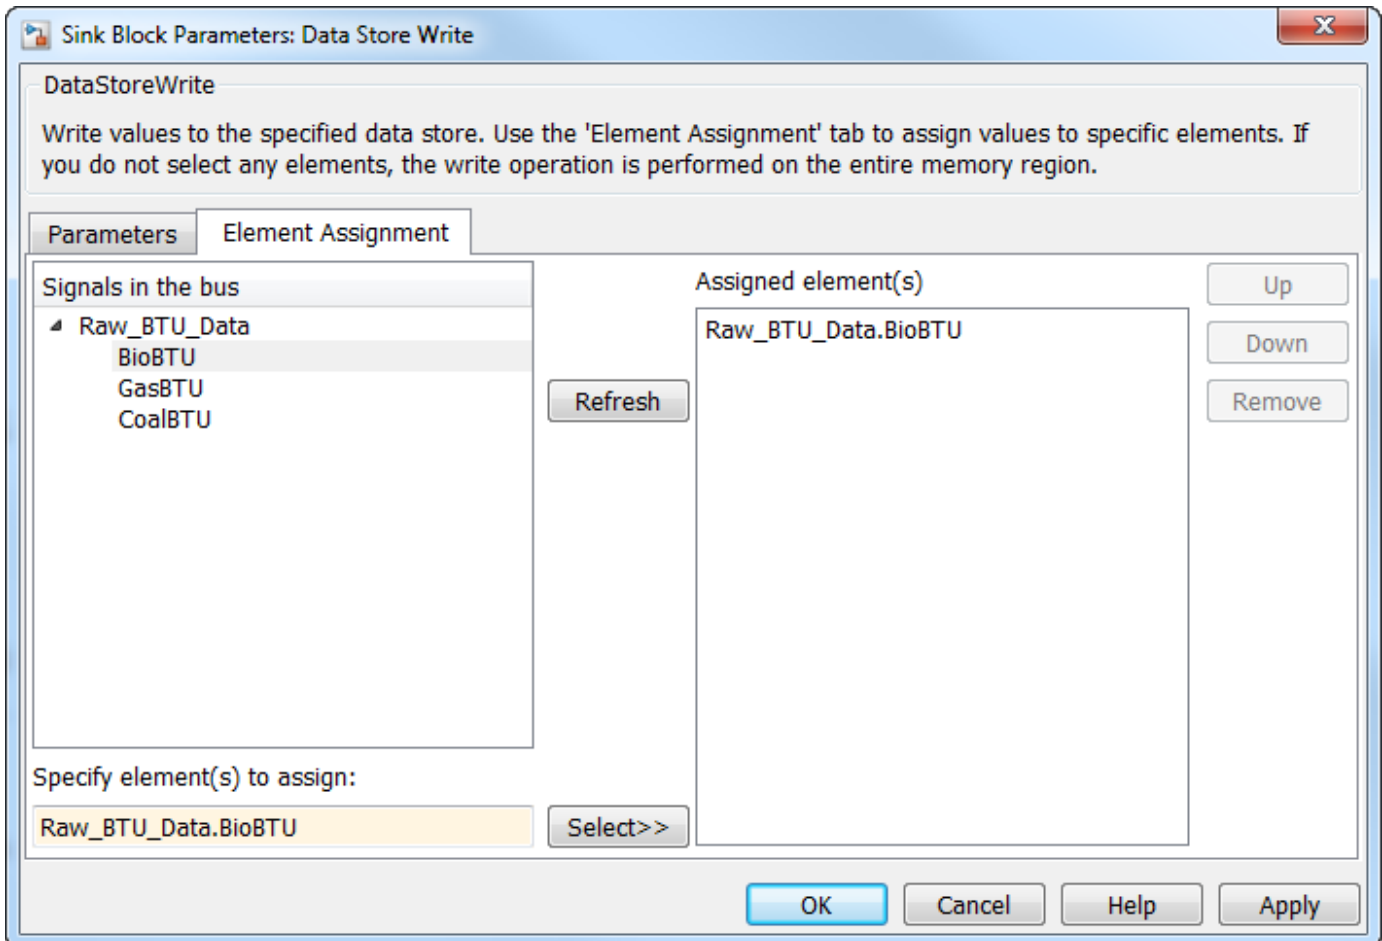 Sink Block Parameters: Data Store Write
DataStoreWrite
Write values to the specified data store. Use the 'Element Assignment' tab to assign values to specific elements. If
you do not select any elements, the write operation is performed on the entire memory region.
Parameters
Element Assignment
Signals in the bus
Raw_BTU_Data
BioBTU
GasBTU
CoalBTU
Refresh
Assigned element(s)
Raw_BTU_Data.BioBTU
Up
Down
Remove
Specify element(s) to assign:
Raw_BTU_Data.BioBTU
Select>>
OK
Cancel
Help
Apply